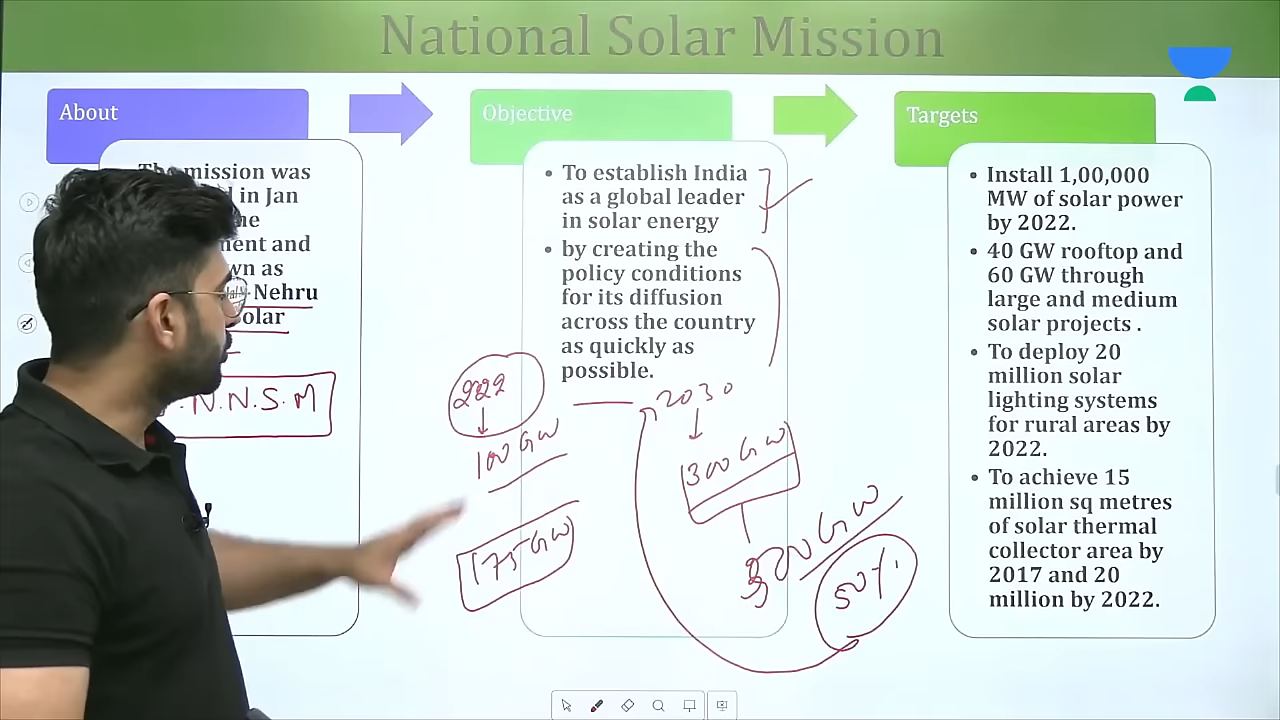 National Solar Mission
About
Objective
Targets
mission was
in Jan
and
as
Nehru
J.N.N.S.M
• To establish India
as a global leader
in solar energy
• by creating the
policy conditions
for its diffusion
across the country
as quickly as
possible.
2022
100 GW
175 GW
2030
300 GW
500 GW
50%
• Install 1,00,000
MW of solar power
by 2022.
• 40 GW rooftop and
60 GW through
large and medium
solar projects .
• To deploy 20
million solar
lighting systems
for rural areas by
2022.
• To achieve 15
million sq metres
of solar thermal
collector area by
2017 and 20
million by 2022.